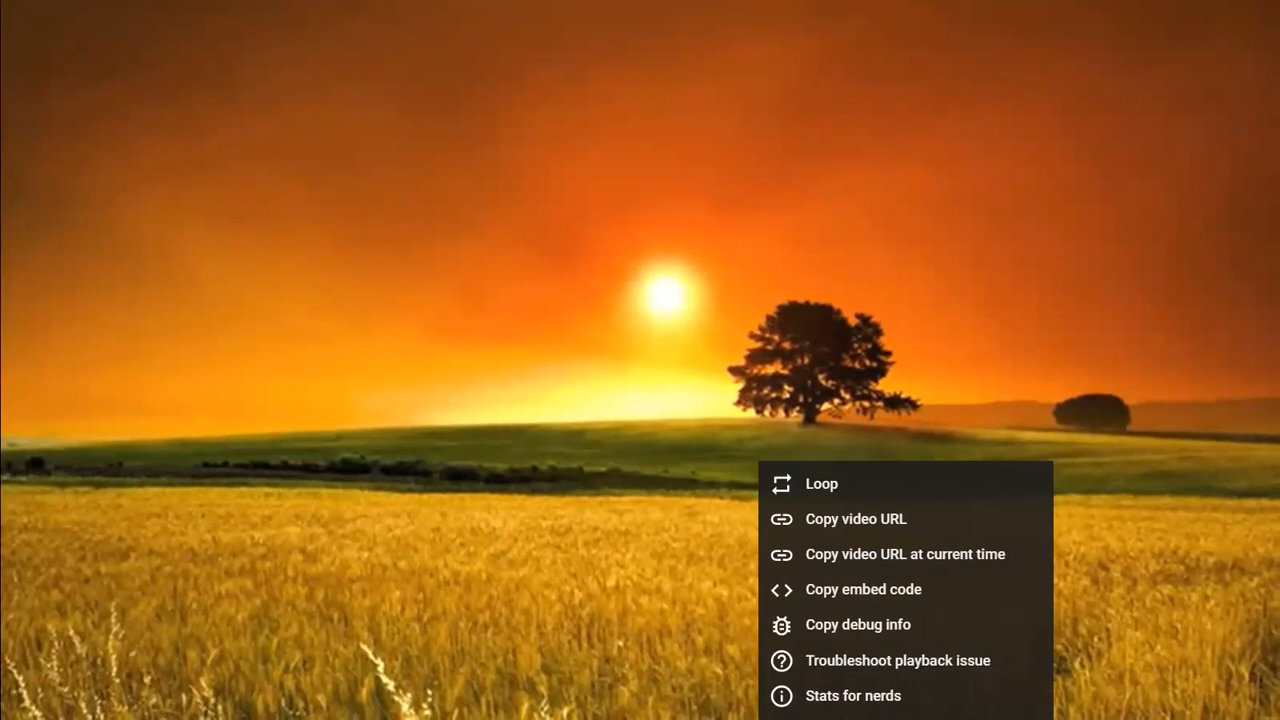 Loop
Copy video URL
Copy video URL at current time
Copy embed code
Copy debug info
Troubleshoot playback issue
Stats for nerds